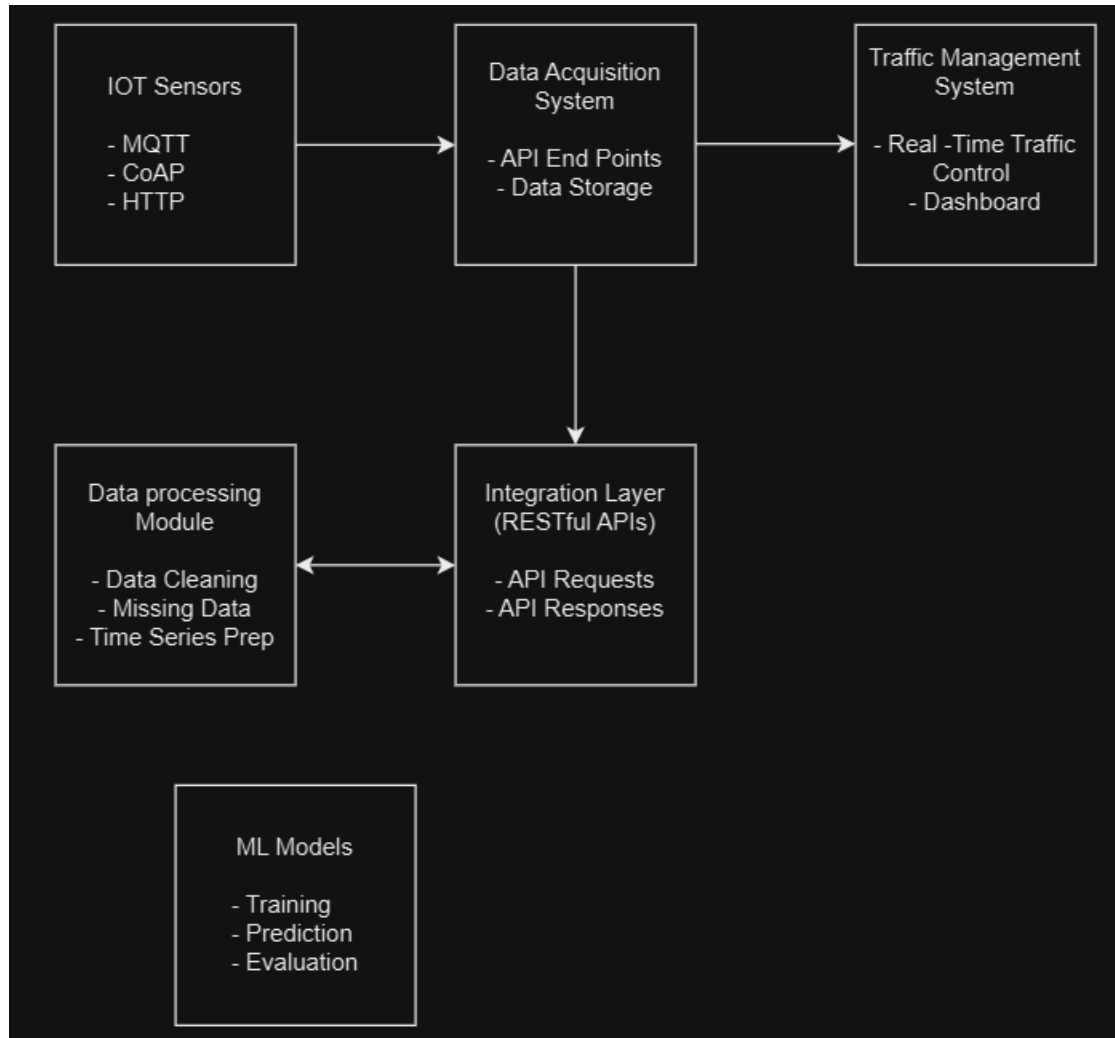 IOT Sensors
- MQTT
- CoAP
- HTTP
Data Acquisition
System
- API End Points
- Data Storage
Traffic Management
System
- Real -Time Traffic
Control
- Dashboard
Data processing
Module
- Data Cleaning
- Missing Data
- Time Series Prep
Integration Layer
(RESTful APIs)
- API Requests
- API Responses
ML Models
- Training
- Prediction
- Evaluation